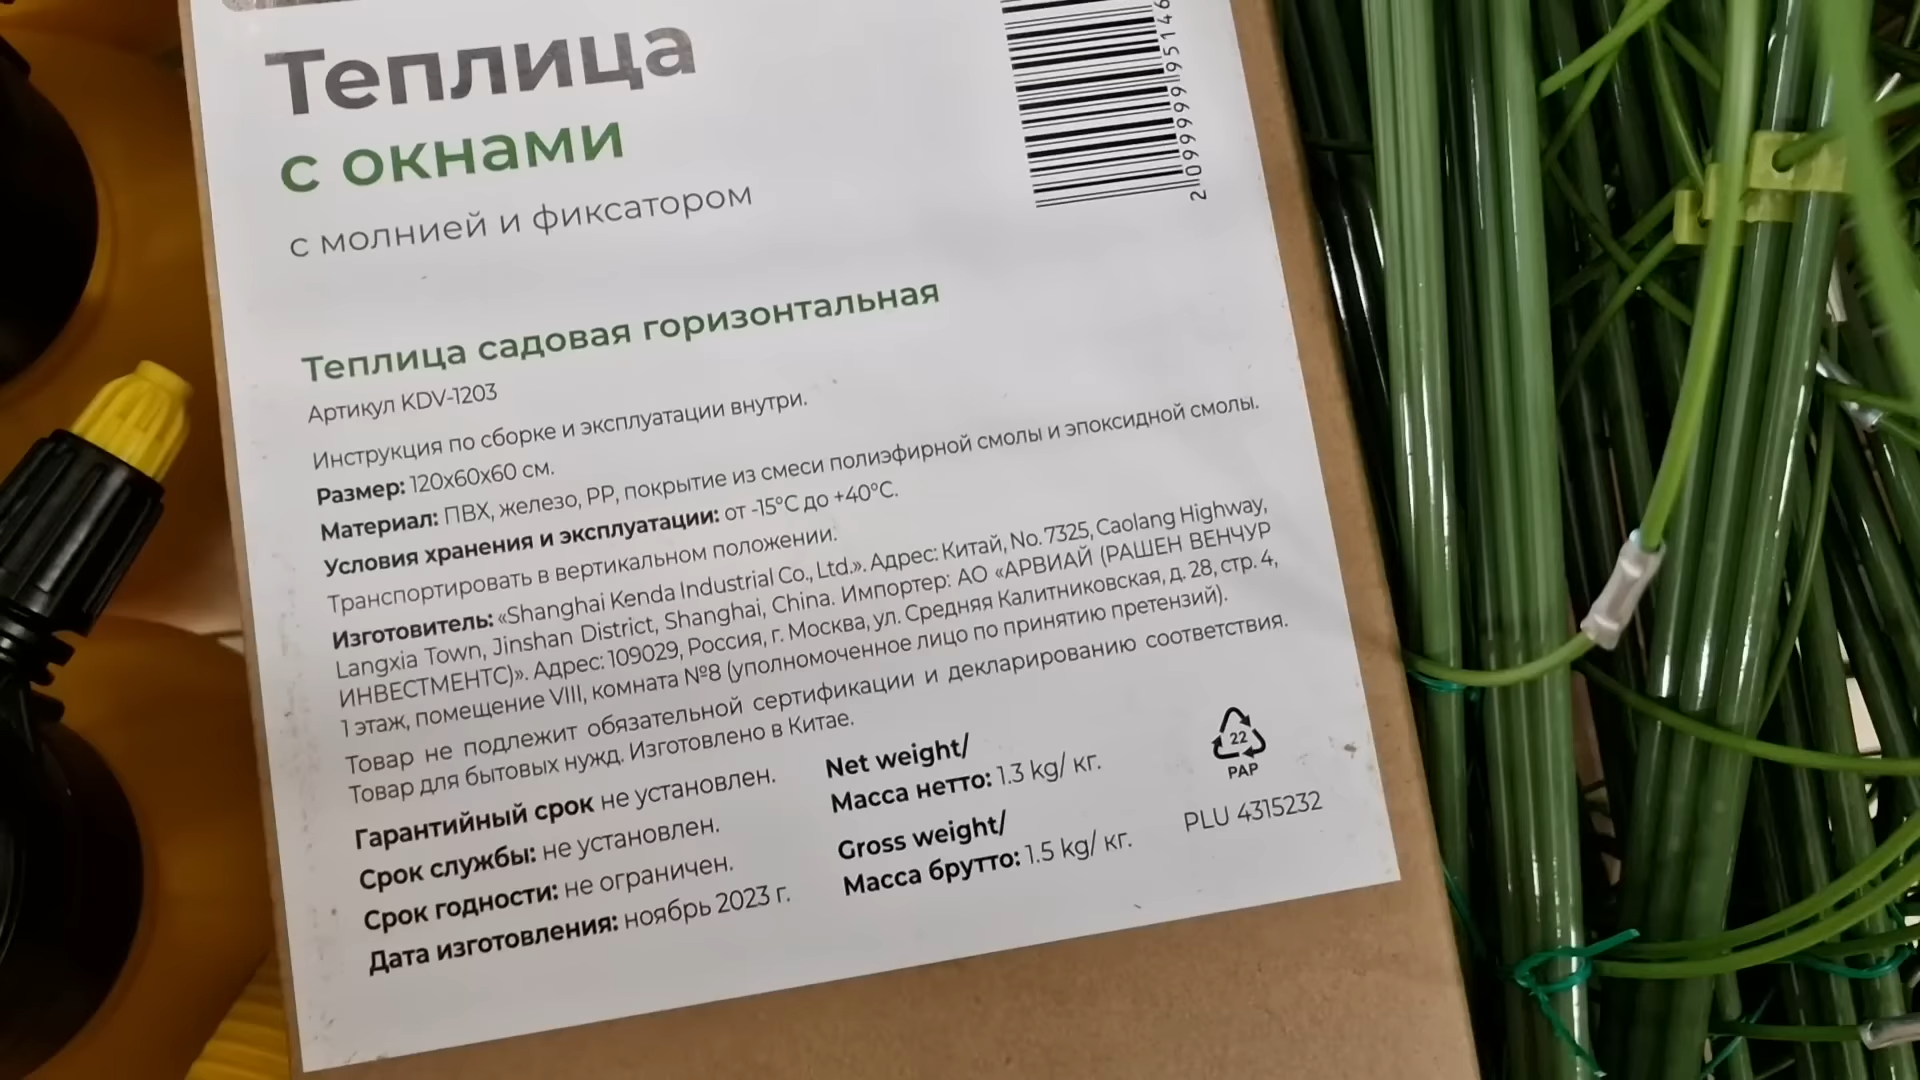 Теплица
с окнами
с молнией и фиксатором
Теплица садовая горизонтальная
Артикул KDV-1203
Инструкция по сборке и эксплуатации внутри.
Размер: 120х60х60 см.
Материал: ПВХ, железо, PP, покрытие из смеси полиэфирной смолы и эпоксидной смолы.
Условия хранения и эксплуатации: от -15°C до +40°C.
Транспортировать в вертикальном положении.
Изготовитель: «Shanghai Kenda Industrial Co., Ltd.». Адрес: Китай, No. 7325, Caolang Highway,
Langxia Town, Jinshan District, Shanghai, China. Импортер: АО «АРВИАЙ (РАШЕН ВЕНЧУР
ИНВЕСТМЕНТС)». Адрес: 109029, Россия, г. Москва, ул. Средняя Калитниковская, д. 28, стр. 4,
1 этаж, помещение VIII, комната №8 (уполномоченное лицо по принятию претензий).
Товар не подлежит обязательной сертификации и декларированию соответствия.
Товар для бытовых нужд. Изготовлено в Китае.
Гарантийный срок не установлен.
Срок службы: не установлен.
Срок годности: не ограничен.
Дата изготовления: ноябрь 2023 г.
Net weight/
Масса нетто: 1.3 kg/ кг.
Gross weight/
Масса брутто: 1.5 kg/ кг.
22
PAP
PLU 4315232